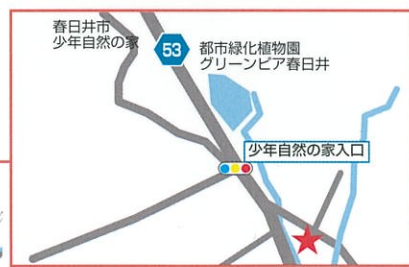 春日井市
少年自然の家
53
都市緑化植物園
グリーンピア春日井
少年自然の家入口